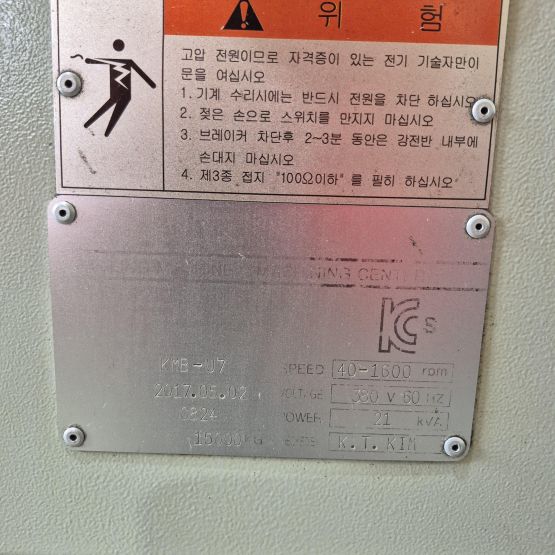 위 험
고압 전원이므로 자격증이 있는 전기 기술자만이
문을 여십시오
1. 기계 수리시에는 반드시 전원을 차단 하십시오
2. 젖은 손으로 스위치를 만지지 마십시오
3. 브레이커 차단후 2~3분 동안은 강전반 내부에
손대지 마십시오
4. 제3종 접지 "100Ω이하" 를 필히 하십시오
CENTER
KCs
KMB-U7 SPEED 40-1600 rpm
2017.05.02 VOLTAGE 380 V 60 HZ
0824 POWER 21 kVA
KG K.T. KIM